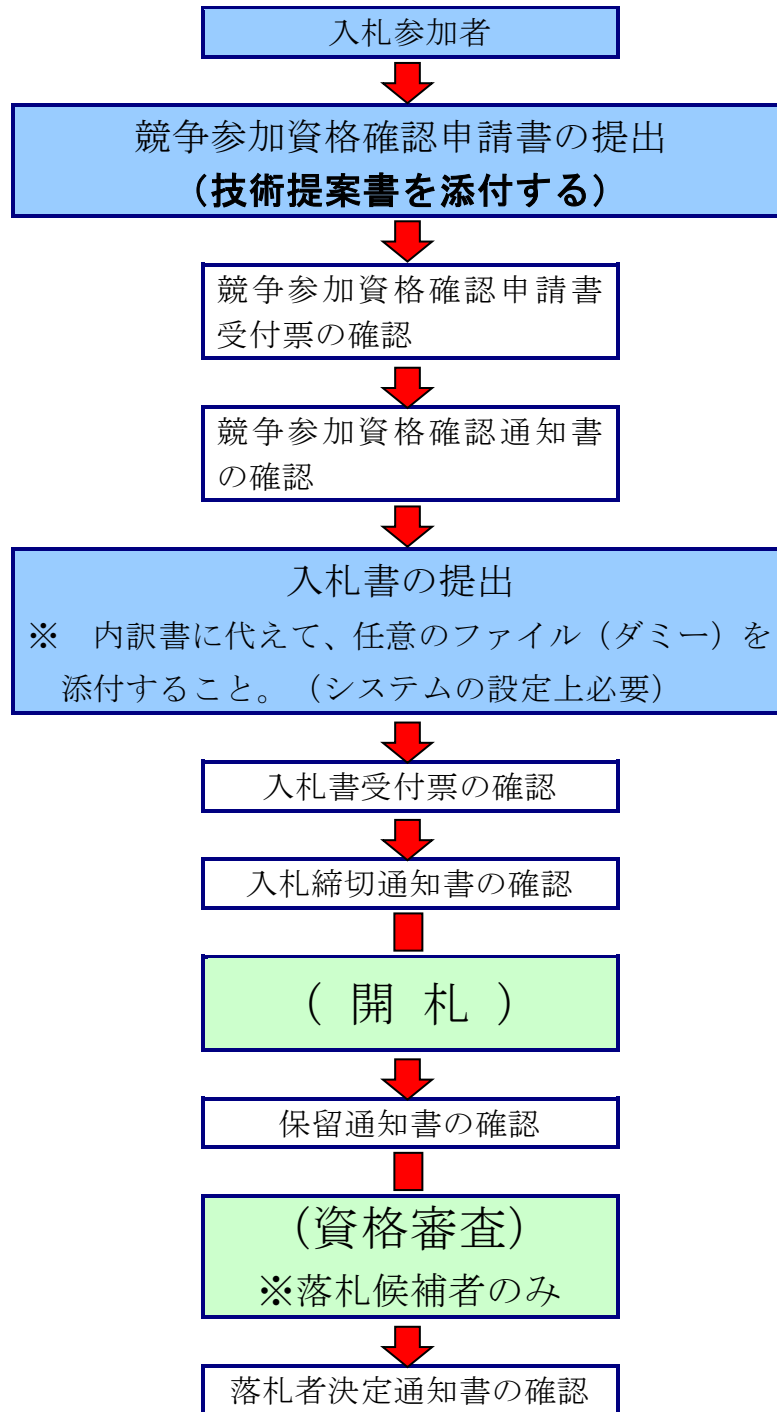 入札参加者
競争参加資格確認申請書の提出
（技術提案書を添付する）
競争参加資格確認申請書
受付票の確認
競争参加資格確認通知書
の確認
入札書の提出
※　内訳書に代えて、任意のファイル（ダミー）を
添付すること。（システムの設定上必要）
入札書受付票の確認
入札締切通知書の確認
（ 開 札 ）
保留通知書の確認
（資格審査）
※落札候補者のみ
落札者決定通知書の確認